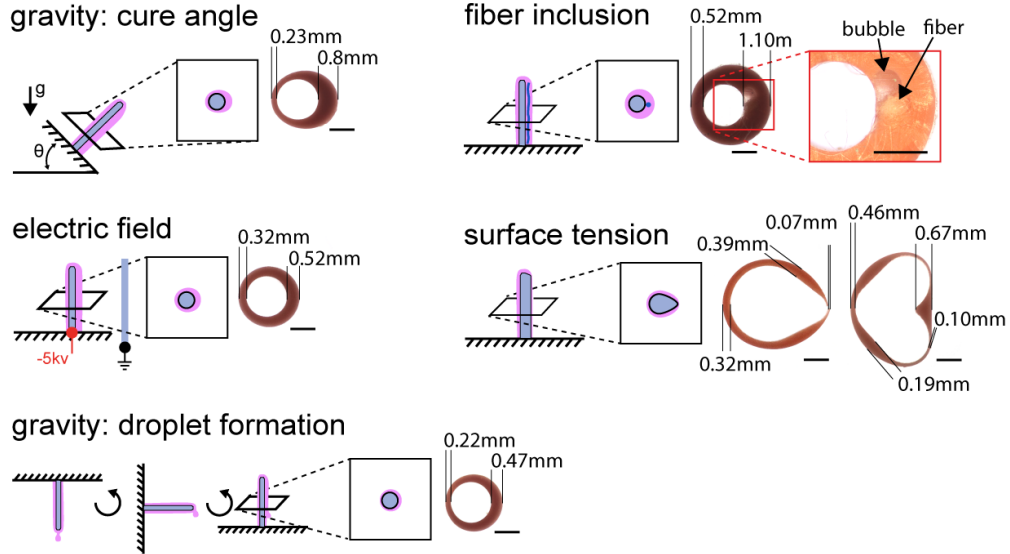 gravity: cure angle
0.23mm
0.8mm
g
θ
fiber inclusion
0.52mm
1.10m
bubble
fiber
electric field
0.32mm
0.52mm
-5kv
surface tension
0.07mm
0.39mm
0.32mm
0.46mm
0.67mm
0.10mm
0.19mm
gravity: droplet formation
0.22mm
0.47mm